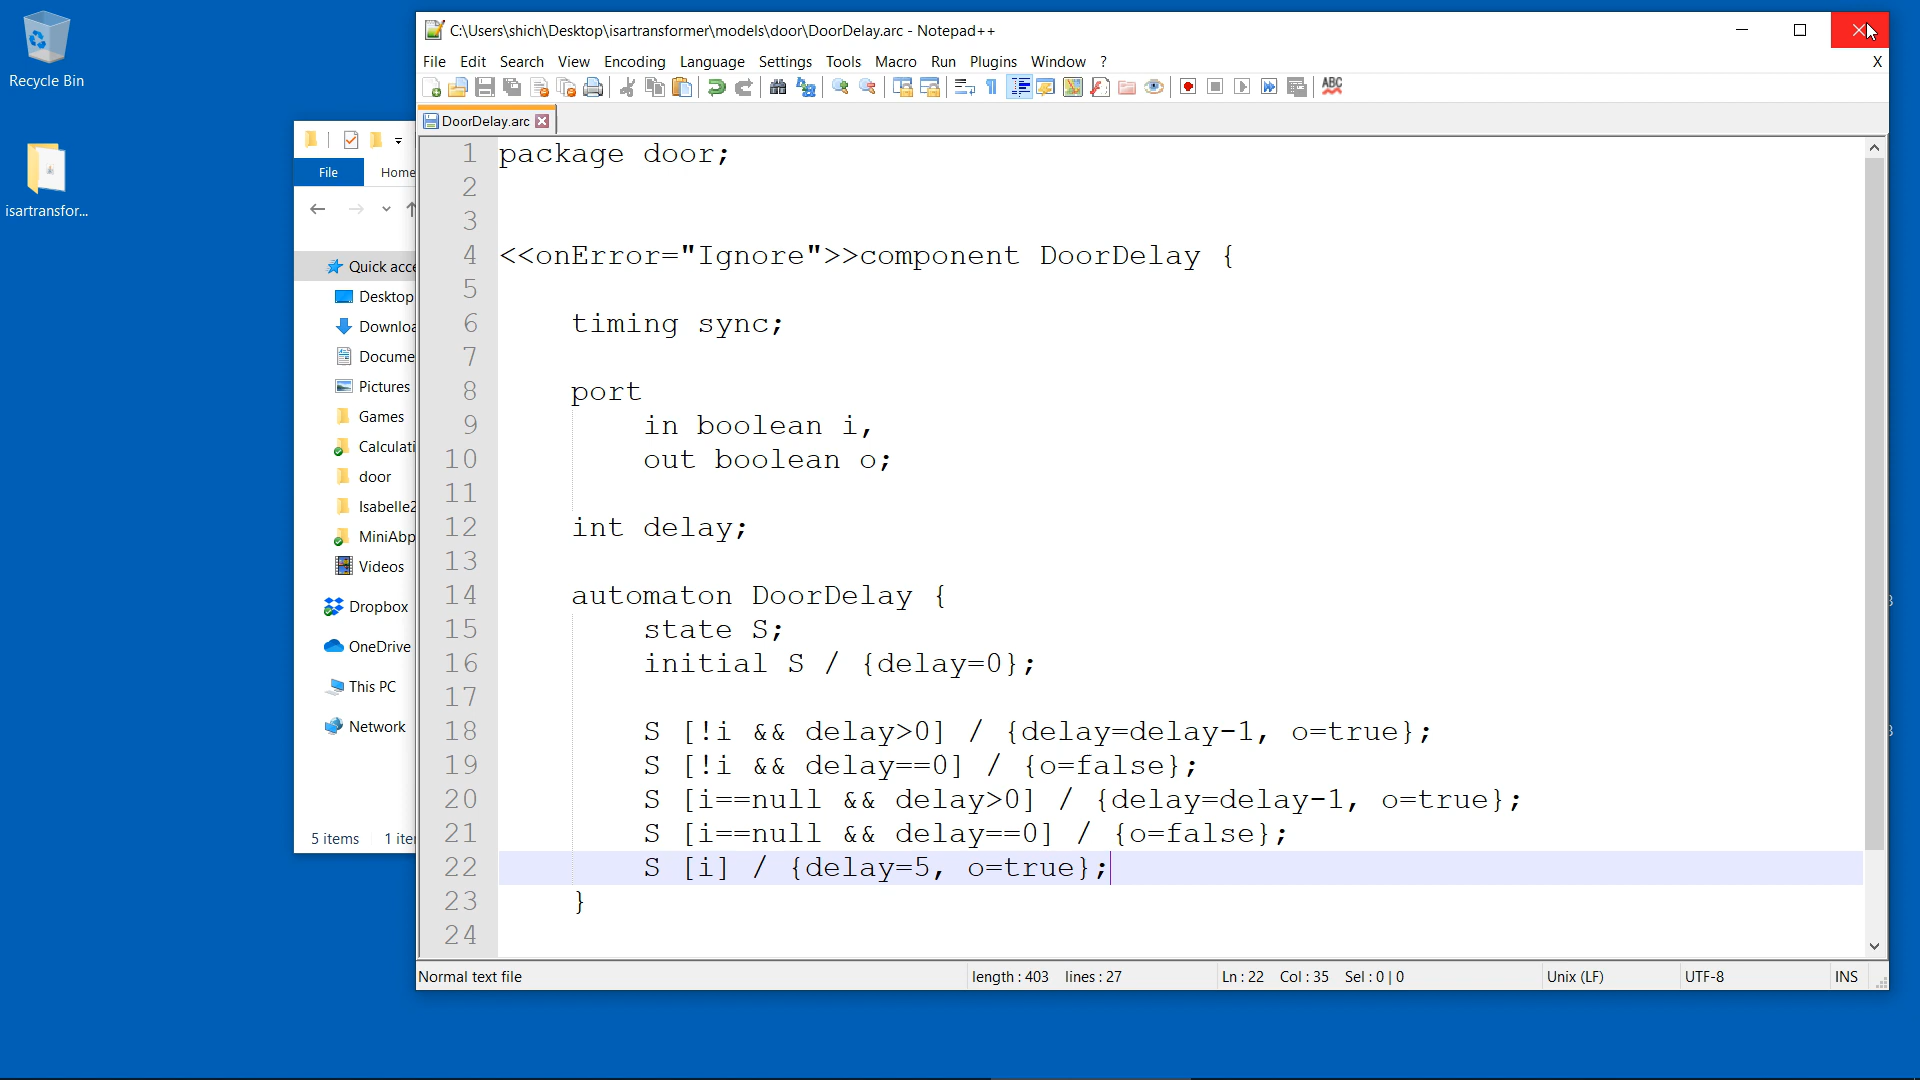 Recycle Bin
isartransfor...
File
Home
Quick acce
Desktop
Downloa
Docume
Pictures
Games
Calculati
door
Isabelle2
MiniAbp
Videos
Dropbox
OneDrive
This PC
Network
5 items 1 ite
C:\Users\shich\Desktop\isartransformer\models\door\DoorDelay.arc - Notepad++
File Edit Search View Encoding Language Settings Tools Macro Run Plugins Window ? X
ABC
DoorDelay.arc
1 package door;
2
3
4 <<onError="Ignore">>component DoorDelay {
5
6 timing sync;
7
8 port
9 in boolean i,
10 out boolean o;
11
12 int delay;
13
14 automaton DoorDelay {
15 state S;
16 initial S / {delay=0};
17
18 S [!i && delay>0] / {delay=delay-1, o=true};
19 S [!i && delay==0] / {o=false};
20 S [i==null && delay>0] / {delay=delay-1, o=true};
21 S [i==null && delay==0] / {o=false};
22 S [i] / {delay=5, o=true};
23 }
24
Normal text file length : 403 lines : 27 Ln : 22 Col : 35 Sel : 0 | 0 Unix (LF) UTF-8 INS